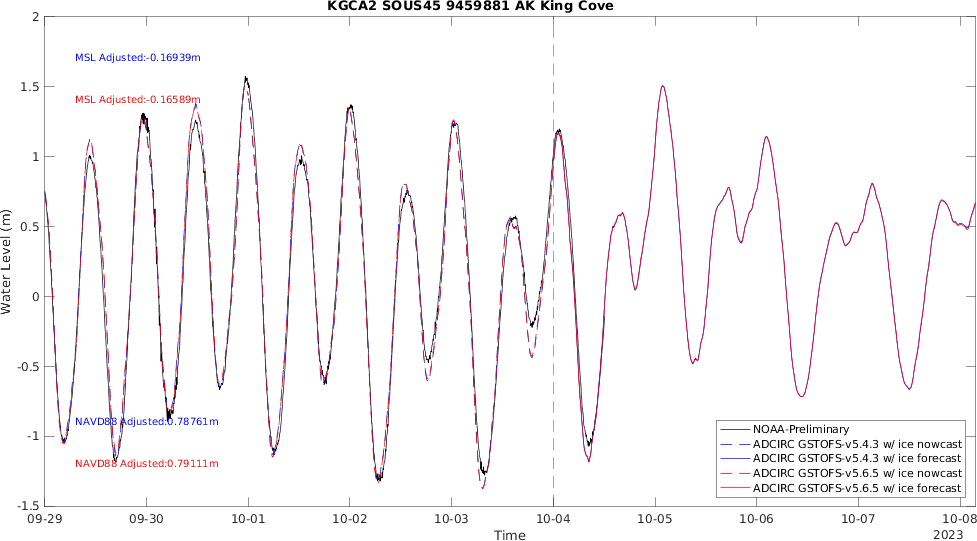 KGCA2 SOUS45 9459881 AK King Cove
2
1.5
1
0.5
0
-0.5
-1
-1.5
Water Level (m)
MSL Adjusted:-0.16939m
MSL Adjusted:-0.16589m
NAVD88 Adjusted:0.78761m
NAVD88 Adjusted:0.79111m
NOAA-Preliminary
ADCIRC GSTOFS-v5.4.3 w/ ice nowcast
ADCIRC GSTOFS-v5.4.3 w/ ice forecast
ADCIRC GSTOFS-v5.6.5 w/ ice nowcast
ADCIRC GSTOFS-v5.6.5 w/ ice forecast
09-29 09-30 10-01 10-02 10-03 10-04 10-05 10-06 10-07 10-08
2023
Time